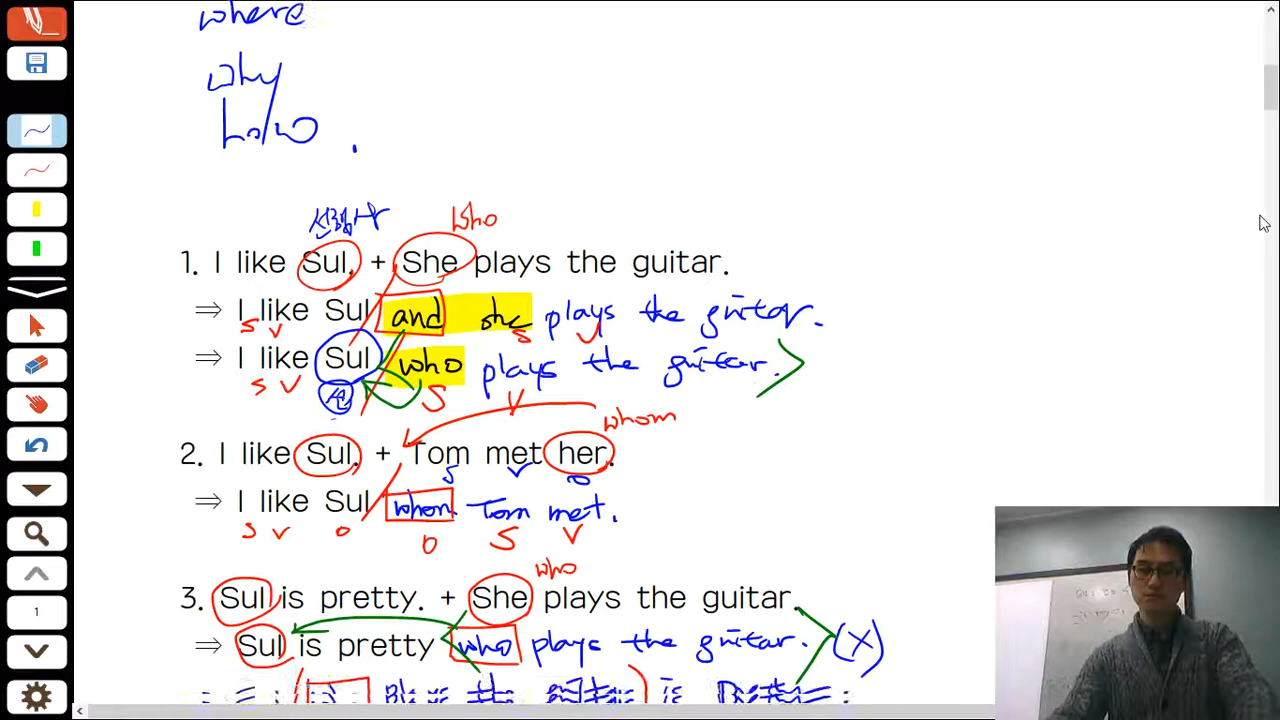 where
why
how .
선행사 who
1. I like Sul. + She plays the guitar.
⇒ I like Sul and she plays the guitar.
s v s v
⇒ I like Sul who plays the guitar.
s v 선 S V
whom
2. I like Sul. + Tom met her.
S v o
⇒ I like Sul whom Tom met.
s v o o S V
who
3. Sul is pretty. + She plays the guitar.
⇒ Sul is pretty who plays the guitar. (X)
1